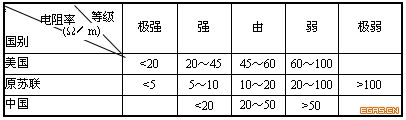 电阻率 等级
(Ω/m) 极强 强 由 弱 极弱
国别
美国 <20 20～45 45～60 60～100
原苏联 <5 5～10 10～20 20～100 >100
中国 <20 20～50 >50
EGAS.CN